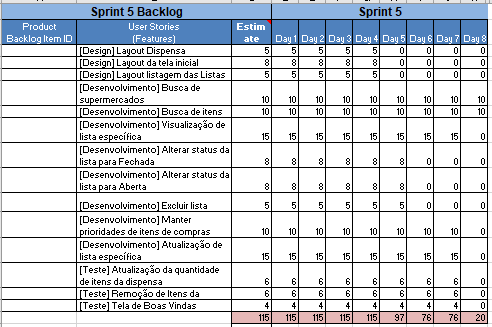 Sprint 5 Backlog Sprint 5
Product Backlog Item ID User Stories (Features) Estim ate Day 1 Day 2 Day 3 Day 4 Day 5 Day 6 Day 7 Day 8
[Design] Layout Dispensa 5 5 5 5 5 0 0 0 0
[Design] Layout da tela inicial 8 8 8 8 8 0 0 0 0
[Design] Layout listagem das Listas 5 5 5 5 5 0 0 0 0
[Desenvolvimento] Busca de
supermercados 10 10 10 10 10 10 10 10 10
[Desenvolvimento] Busca de itens 10 10 10 10 10 10 10 10 10
[Desenvolvimento] Visualização de
lista específica 15 15 15 15 15 15 15 15 0
[Desenvolvimento] Alterar status da
lista para Fechada 8 8 8 8 8 8 0 0 0
[Desenvolvimento] Alterar status da
lista para Aberta 8 8 8 8 8 8 0 0 0
[Desenvolvimento] Excluir lista 5 5 5 5 5 5 0 0 0
[Desenvolvimento] Manter
prioridades de itens de compras 10 10 10 10 10 10 10 10 0
[Desenvolvimento] Atualização de
lista específica 15 15 15 15 15 15 15 15 0
[Teste] Atualização da quantidade
de itens da dispensa 6 6 6 6 6 6 6 6 0
[Teste] Remoção de Itens da 6 6 6 6 6 6 6 6 0
[Teste] Tela de Boas Vindas 4 4 4 4 4 4 4 4 0
115 115 115 115 115 97 76 76 20